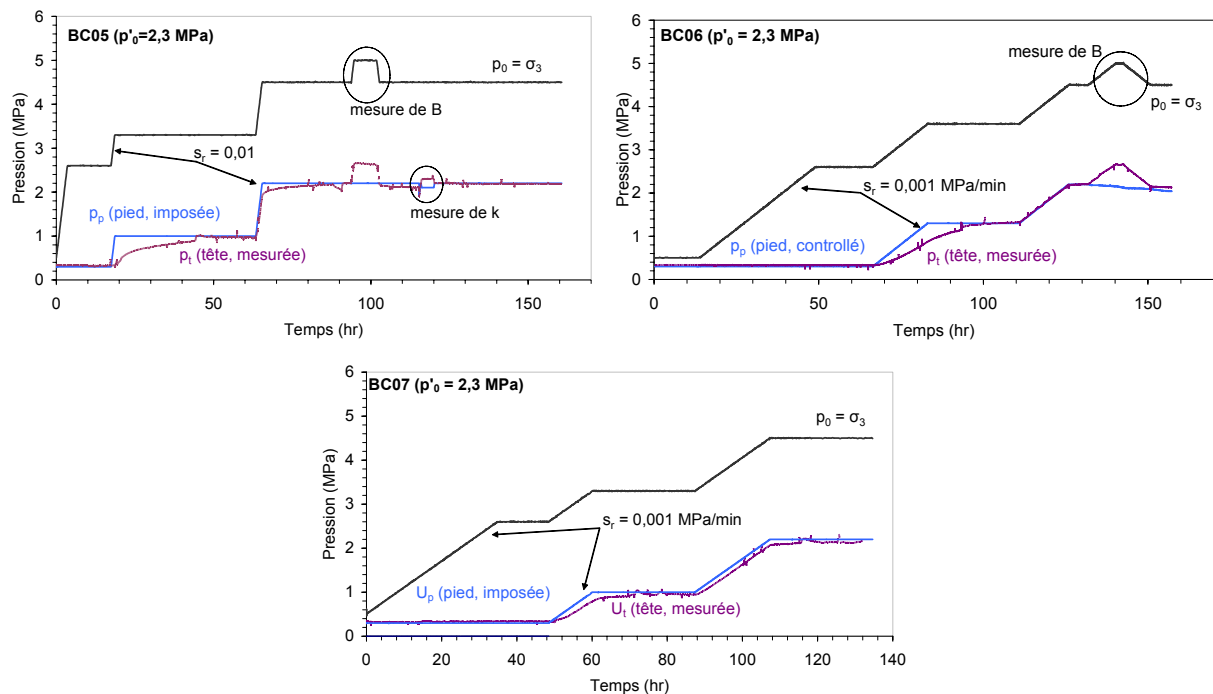 BC05 (p'0=2,3 MPa)
p0 = σ3
mesure de B
sr = 0,01
pp (pied, imposée)
mesure de k
pt (tête, mesurée)
Pression (MPa)
6
5
4
3
2
1
0
0
50
100
150
Temps (hr)
BC06 (p'0 = 2,3 MPa)
mesure de B
p0 = σ3
sr = 0,001 MPa/min
pp (pied, controllé)
pt (tête, mesurée)
Pression (MPa)
6
5
4
3
2
1
0
0
50
100
150
Temps (hr)
BC07 (p'0 = 2,3 MPa)
p0 = σ3
sr = 0,001 MPa/min
Up (pied, imposée)
Ut (tête, mesurée)
Pression (MPa)
6
5
4
3
2
1
0
0
20
40
60
80
100
120
140
Temps (hr)